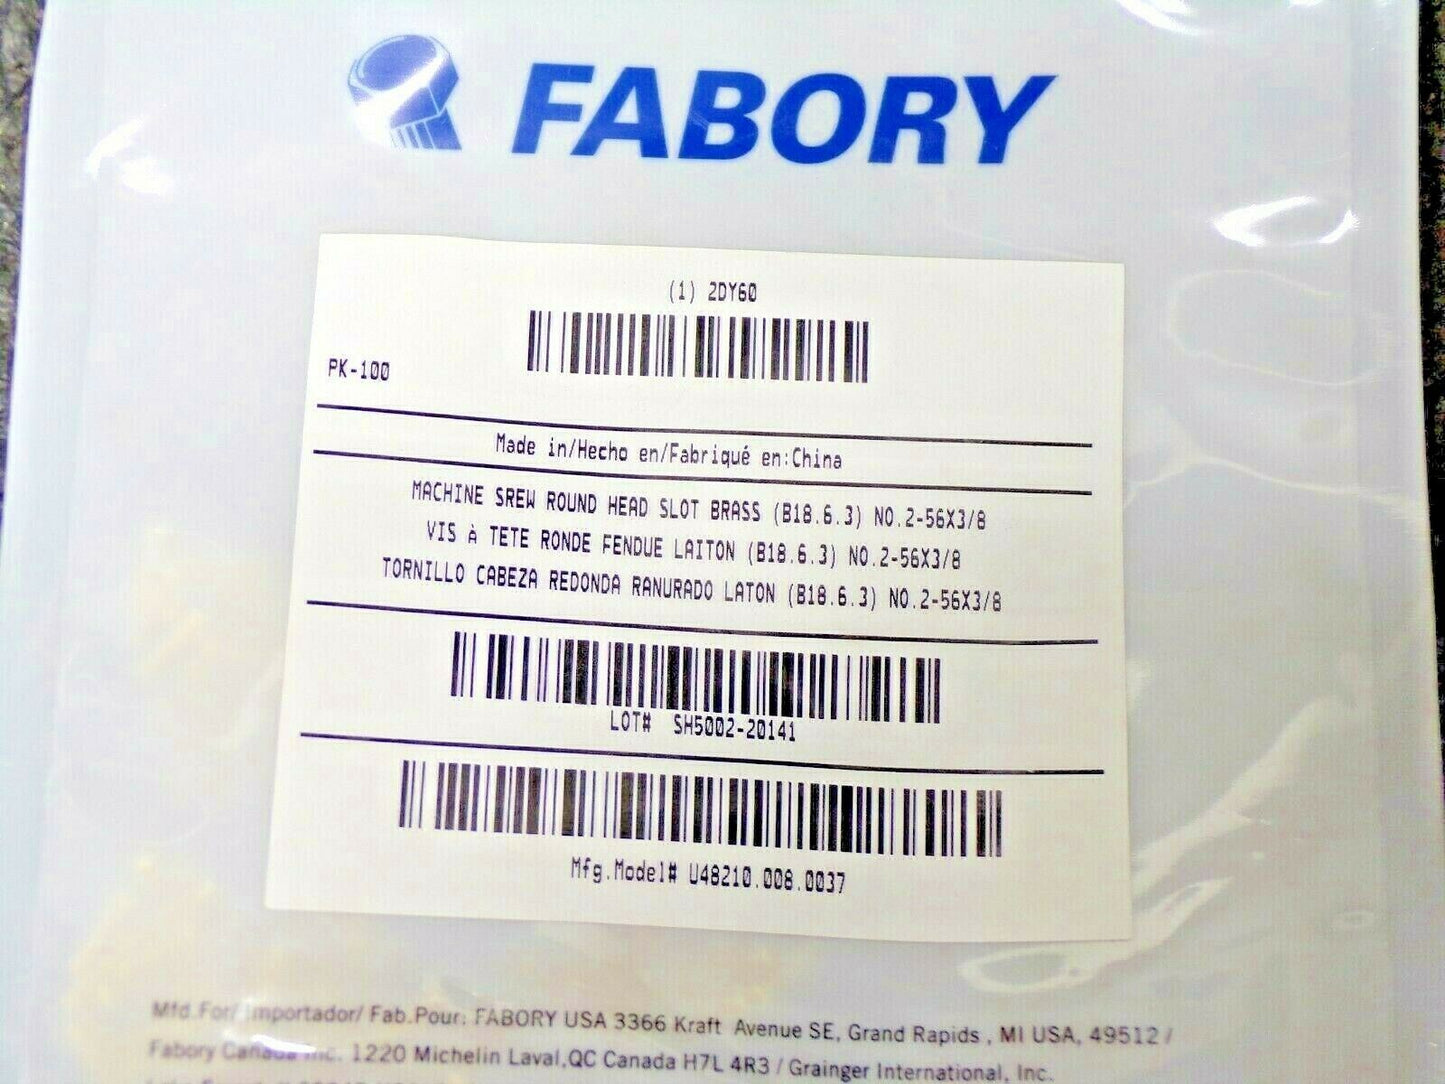 FABORY
(1) 2DY60
PK-100
Made in/Hecho en/Fabriqué en:China
MACHINE SREW ROUND HEAD SLOT BRASS (B18.6.3) NO.2-56X3/8
VIS À TETE RONDE FENDUE LAITON (B18.6.3) NO.2-56X3/8
TORNILLO CABEZA REDONDA RANURADO LATON (B18.6.3) NO.2-56X3/8
LOT# SH5002-20141
Mfg.Model# U48210.008.0037
Mfd.For/ Importador/ Fab.Pour: FABORY USA 3366 Kraft Avenue SE, Grand Rapids , MI USA, 49512 /
Fabory Canada Inc. 1220 Michelin Laval,QC Canada H7L 4R3 / Grainger International, Inc.